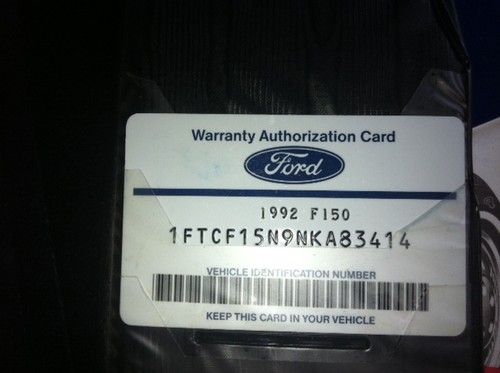 Warranty Authorization Card
Ford
1992 F150
1FTCF15N9NKA83414
VEHICLE IDENTIFICATION NUMBER
KEEP THIS CARD IN YOUR VEHICLE